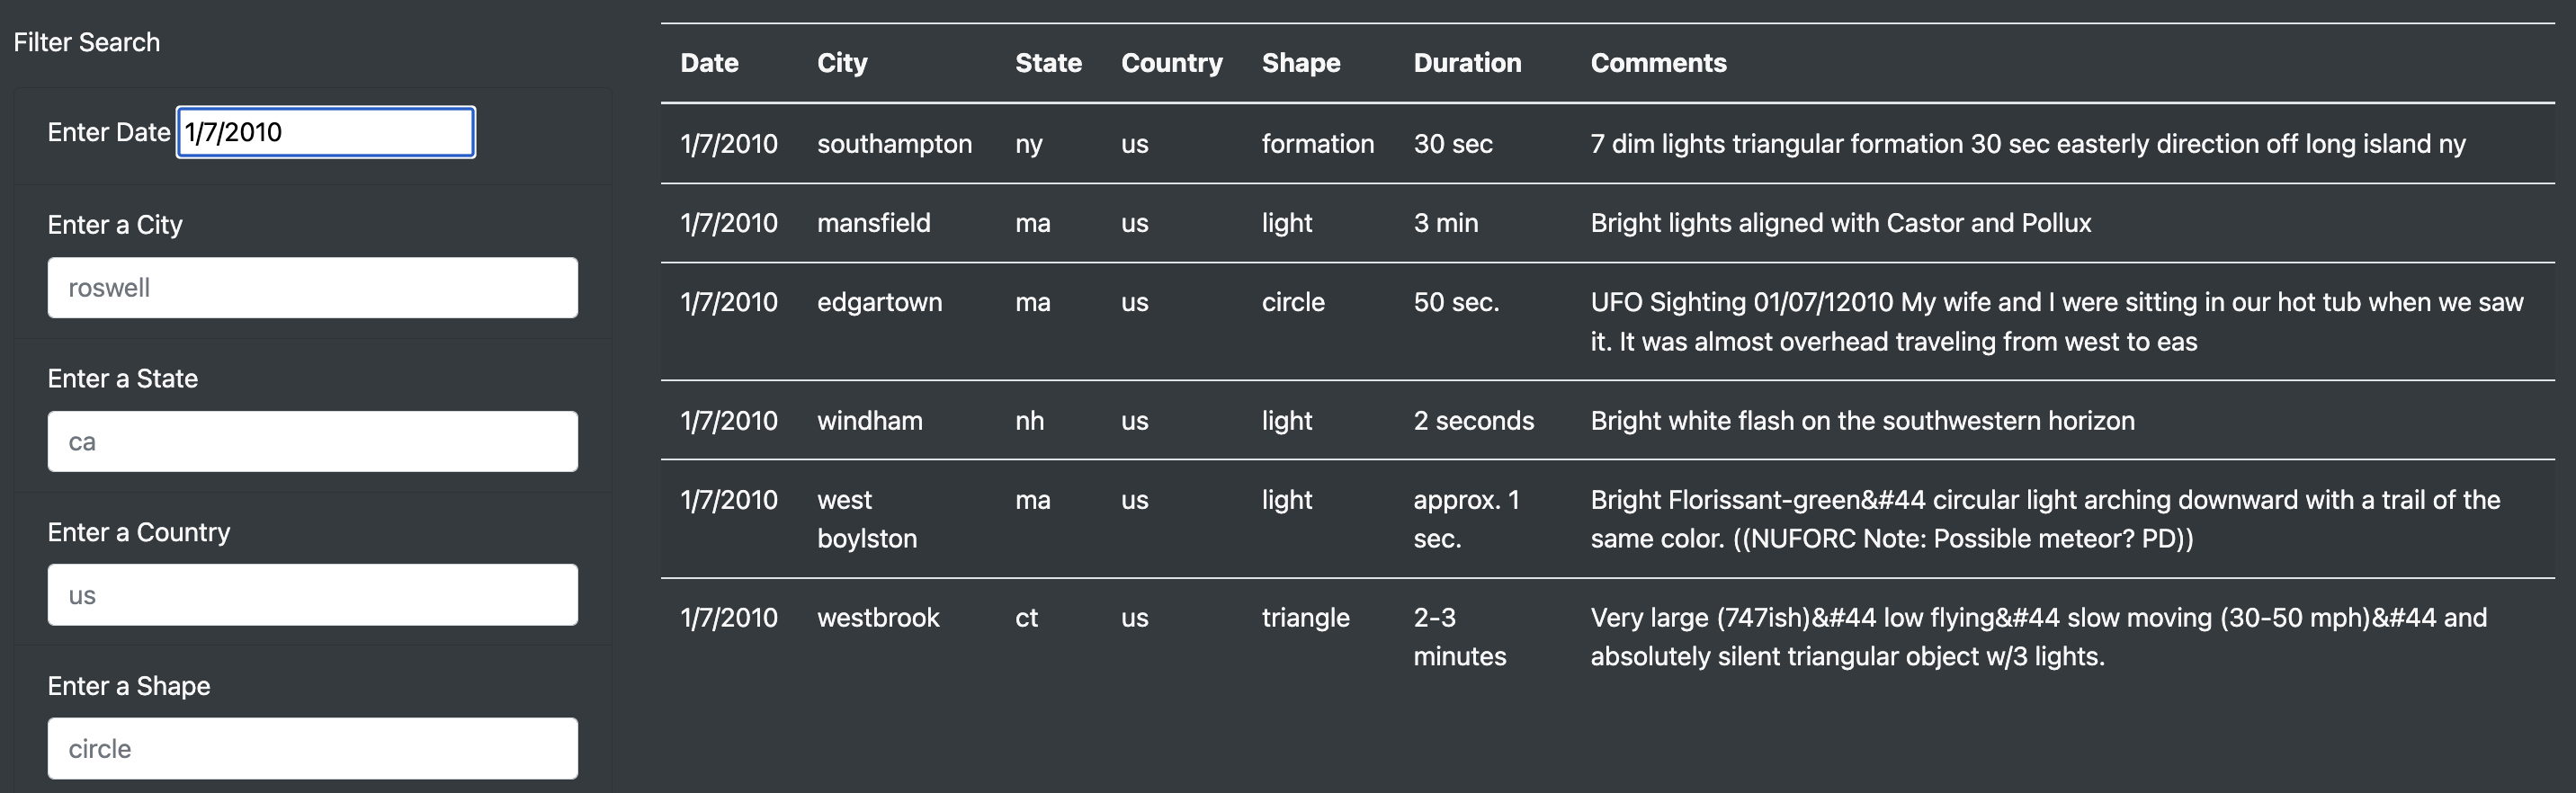 Filter Search
Enter Date 1/7/2010
Enter a City
roswell
Enter a State
ca
Enter a Country
us
Enter a Shape
circle
Date City State Country Shape Duration Comments
1/7/2010 southampton ny us formation 30 sec 7 dim lights triangular formation 30 sec easterly direction off long island ny
1/7/2010 mansfield ma us light 3 min Bright lights aligned with Castor and Pollux
1/7/2010 edgartown ma us circle 50 sec. UFO Sighting 01/07/12010 My wife and I were sitting in our hot tub when we saw
it. It was almost overhead traveling from west to eas
1/7/2010 windham nh us light 2 seconds Bright white flash on the southwestern horizon
1/7/2010 west ma us light approx. 1 Bright Florissant-green&#44 circular light arching downward with a trail of the
boylston sec. same color. ((NUFORC Note: Possible meteor? PD))
1/7/2010 westbrook ct us triangle 2-3 Very large (747ish)&#44 low flying&#44 slow moving (30-50 mph)&#44 and
minutes absolutely silent triangular object w/3 lights.